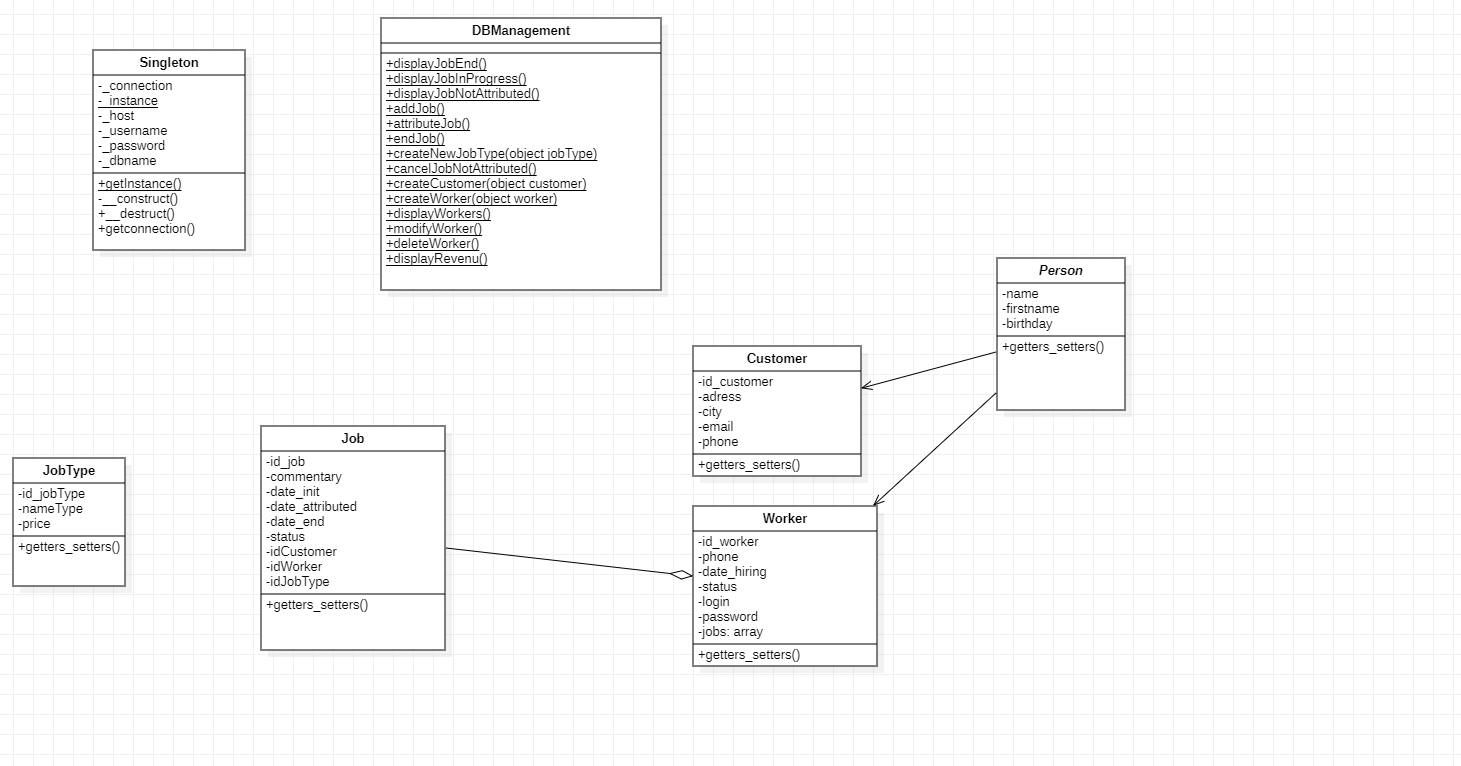 Singleton
-_connection
-_instance
-_host
-_username
-_password
-_dbname
+getInstance()
-__construct()
+__destruct()
+getconnection()
DBManagement
+displayJobEnd()
+displayJobInProgress()
+displayJobNotAttributed()
+addJob()
+attributeJob()
+endJob()
+createNewJobType(object jobType)
+cancelJobNotAttributed()
+createCustomer(object customer)
+createWorker(object worker)
+displayWorkers()
+modifyWorker()
+deleteWorker()
+displayRevenu()
Person
-name
-firstname
-birthday
+getters_setters()
Customer
-id_customer
-adress
-city
-email
-phone
+getters_setters()
JobType
-id_jobType
-nameType
-price
+getters_setters()
Job
-id_job
-commentary
-date_init
-date_attributed
-date_end
-status
-idCustomer
-idWorker
-idJobType
+getters_setters()
Worker
-id_worker
-phone
-date_hiring
-status
-login
-password
-jobs: array
+getters_setters()